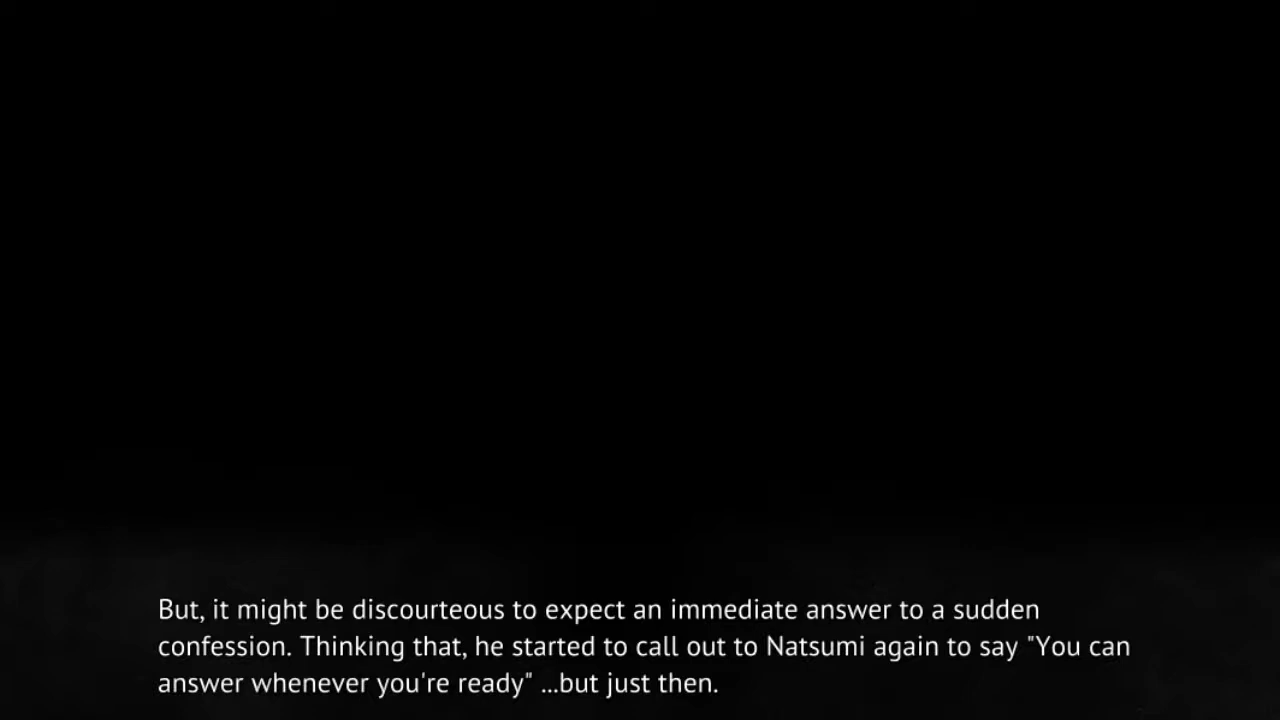 But, it might be discourteous to expect an immediate answer to a sudden
confession. Thinking that, he started to call out to Natsumi again to say "You can
answer whenever you're ready" ...but just then.